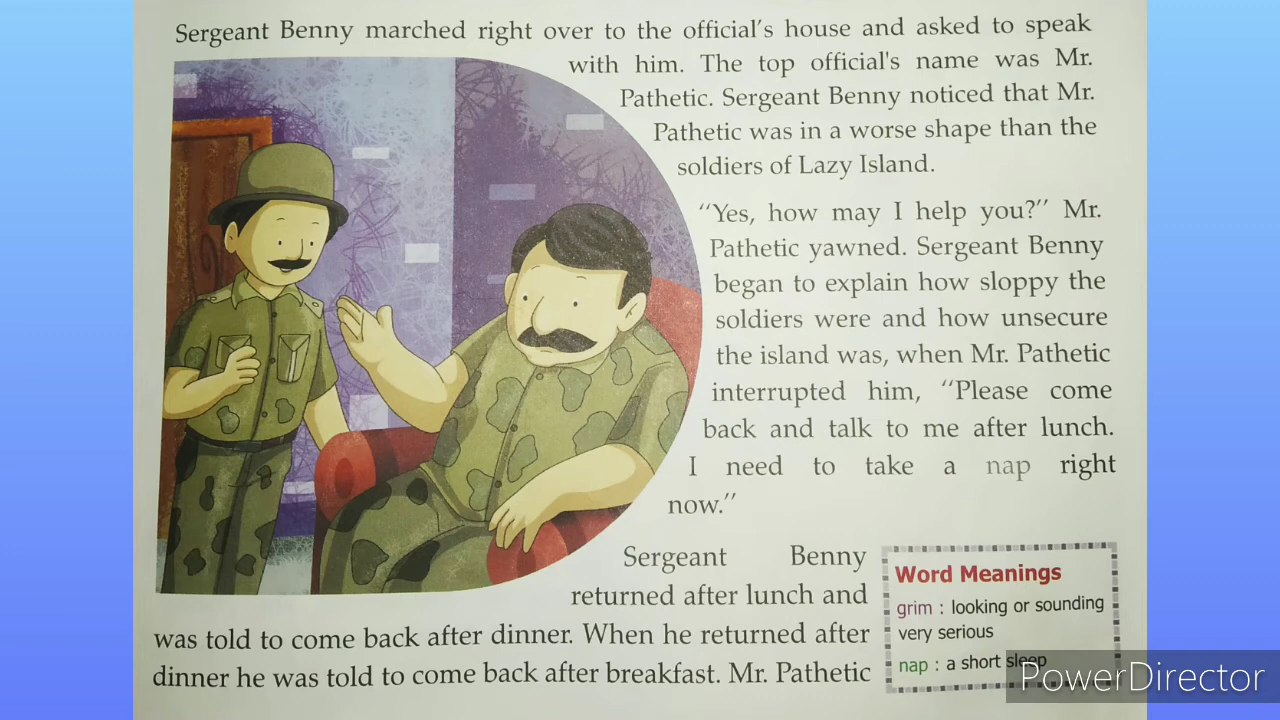 Sergeant Benny marched right over to the official's house and asked to speak
with him. The top official's name was Mr.
Pathetic. Sergeant Benny noticed that Mr.
Pathetic was in a worse shape than the
soldiers of Lazy Island.
"Yes, how may I help you?" Mr.
Pathetic yawned. Sergeant Benny
began to explain how sloppy the
soldiers were and how unsecure
the island was, when Mr. Pathetic
interrupted him, "Please come
back and talk to me after lunch.
I need to take a nap right
now."
Sergeant Benny
returned after lunch and
was told to come back after dinner. When he returned after
dinner he was told to come back after breakfast. Mr. Pathetic
Word Meanings
grim : looking or sounding
very serious
nap : a short sleep
PowerDirector